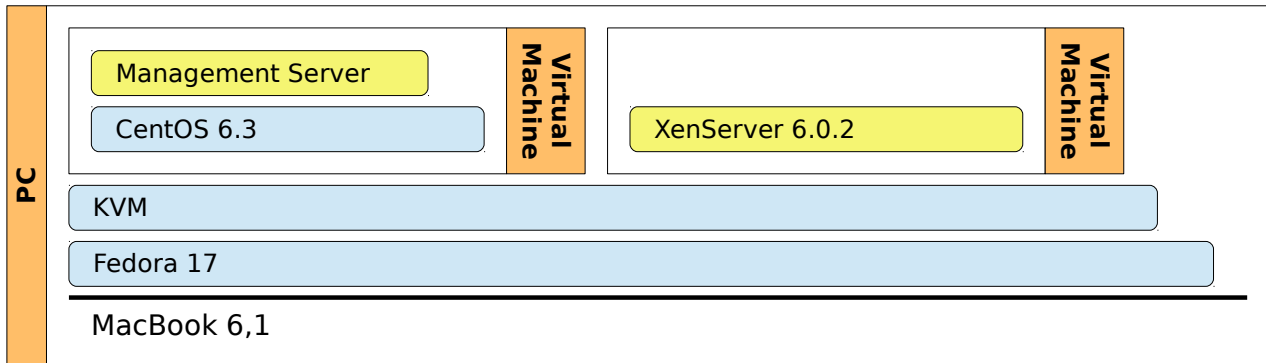 PC
Management Server
CentOS 6.3
Virtual
Machine
XenServer 6.0.2
Virtual
Machine
KVM
Fedora 17
MacBook 6,1